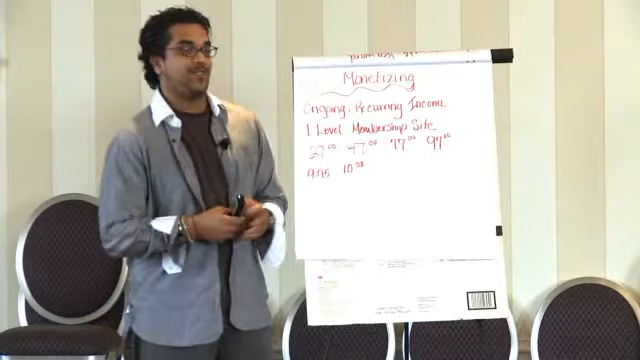 Monetizing
Ongoing, Recurring Income
1 Level Membership Site
27.00 47.00 77.00 97.00
9.95 10.00